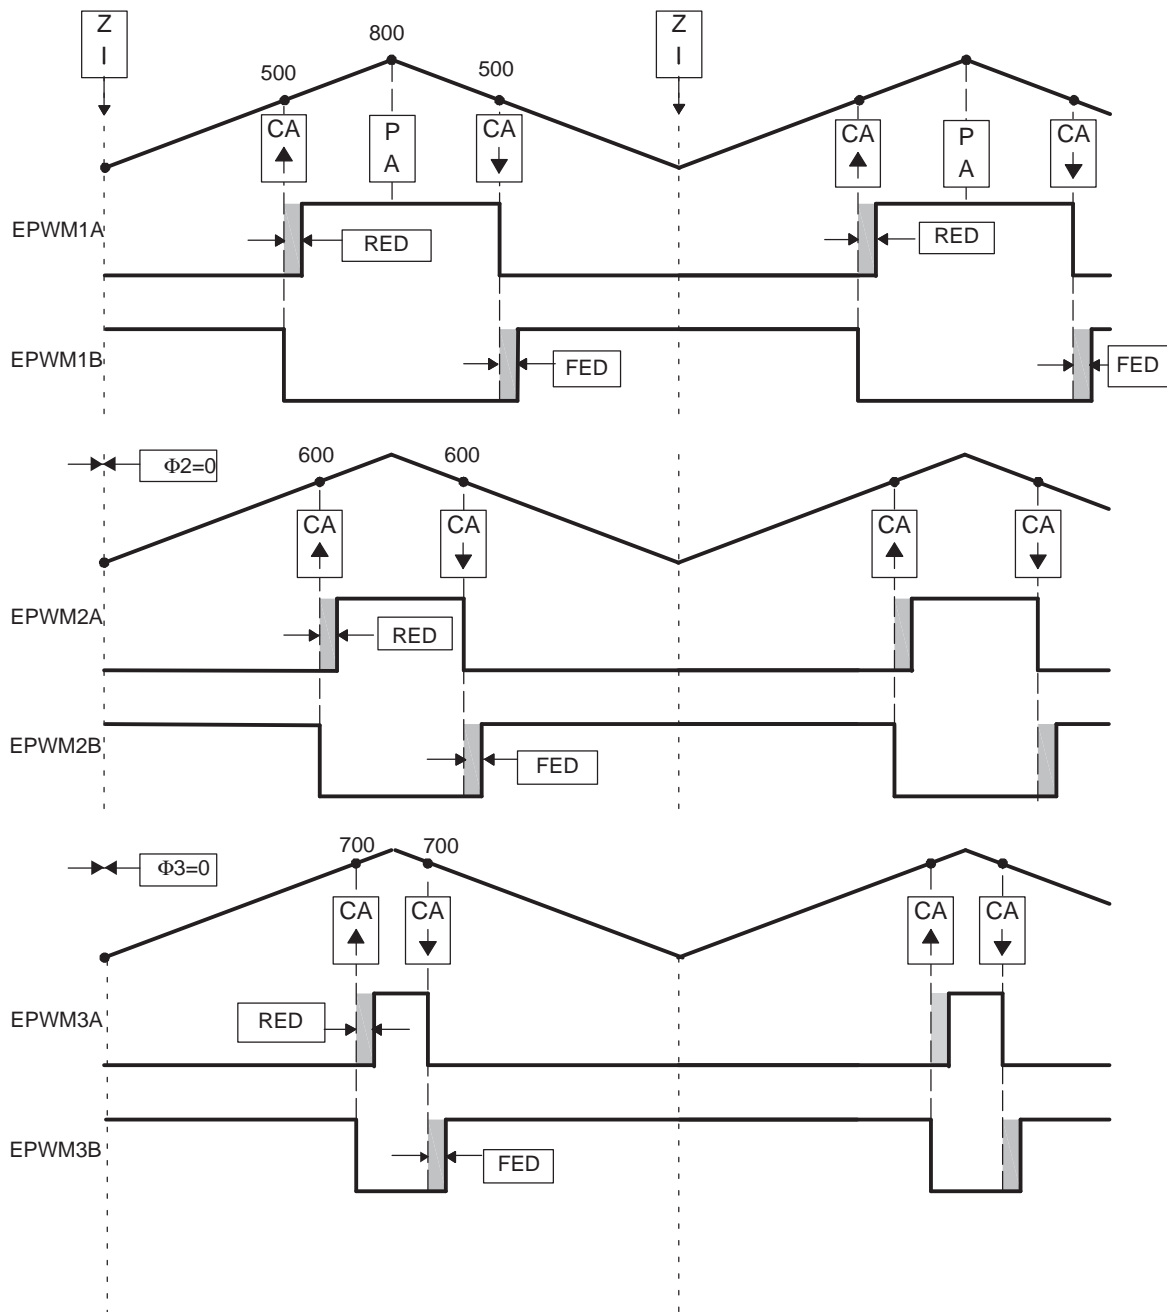 Z
I
Z
I
800
500
500
CA
P
A
CA
CA
P
A
CA
EPWM1A
RED
RED
EPWM1B
FED
FED
Φ2=0
600
600
CA
CA
CA
CA
EPWM2A
RED
EPWM2B
FED
Φ3=0
700
700
CA
CA
CA
CA
EPWM3A
RED
EPWM3B
FED